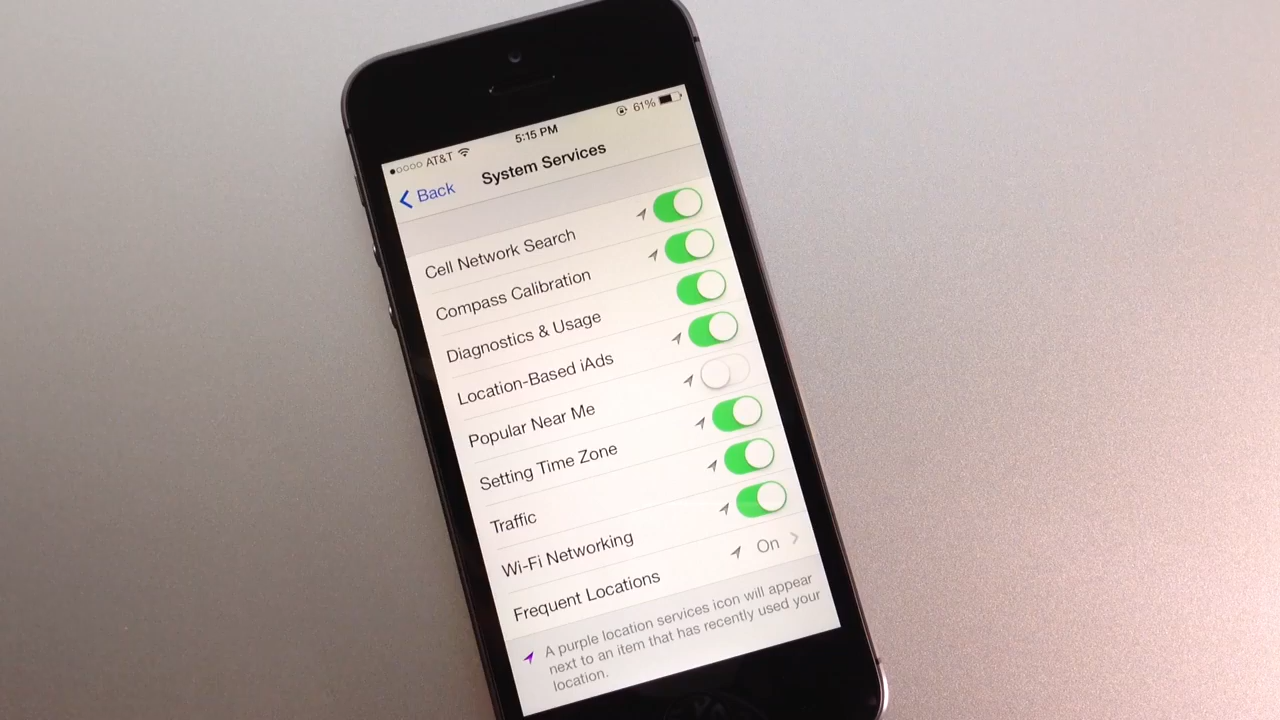 AT&T 5:15 PM 61%
Back System Services
Cell Network Search
Compass Calibration
Diagnostics & Usage
Location-Based iAds
Popular Near Me
Setting Time Zone
Traffic
Wi-Fi Networking
Frequent Locations On
A purple location services icon will appear
next to an item that has recently used your
location.